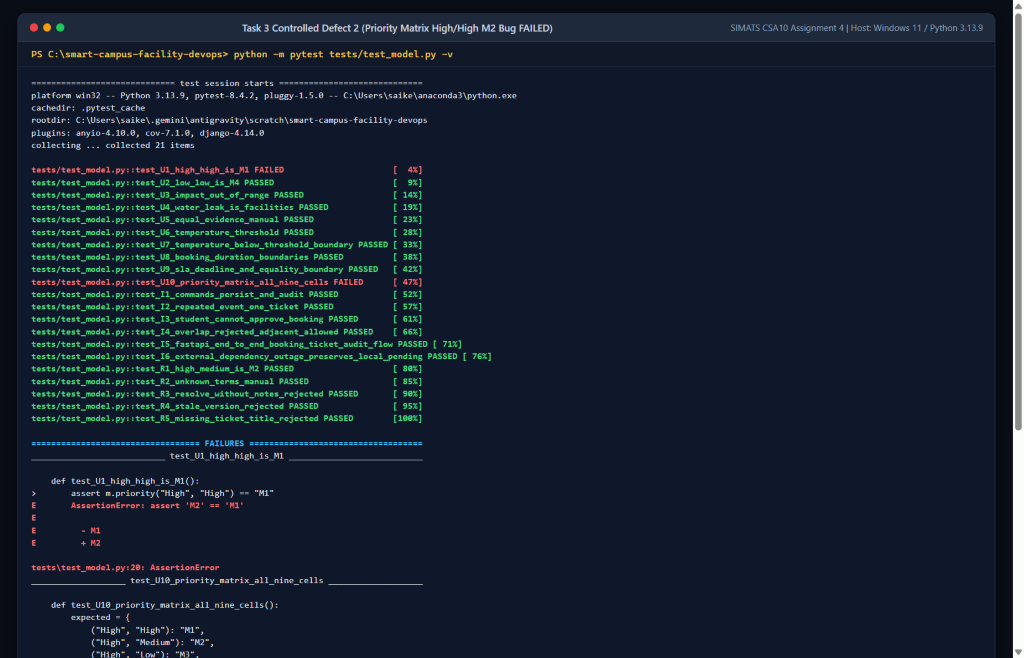 Task 3 Controlled Defect 2 (Priority Matrix High/High M2 Bug FAILED)
SIMATS CSA10 Assignment 4 | Host: Windows 11 / Python 3.13.9
PS C:\smart-campus-facility-devops> python -m pytest tests/test_model.py -v
============================= test session starts =============================
platform win32 -- Python 3.13.9, pytest-8.4.2, pluggy-1.5.0 -- C:\Users\saike\anaconda3\python.exe
cachedir: .pytest_cache
rootdir: C:\Users\saike\.gemini\antigravity\scratch\smart-campus-facility-devops
plugins: anyio-4.10.0, cov-7.1.0, django-4.14.0
collecting ... collected 21 items
tests/test_model.py::test_U1_high_high_is_M1 FAILED [  4%]
tests/test_model.py::test_U2_low_low_is_M4 PASSED [  9%]
tests/test_model.py::test_U3_impact_out_of_range PASSED [ 14%]
tests/test_model.py::test_U4_water_leak_is_facilities PASSED [ 19%]
tests/test_model.py::test_U5_equal_evidence_manual PASSED [ 23%]
tests/test_model.py::test_U6_temperature_threshold PASSED [ 28%]
tests/test_model.py::test_U7_temperature_below_threshold_boundary PASSED [ 33%]
tests/test_model.py::test_U8_booking_duration_boundaries PASSED [ 38%]
tests/test_model.py::test_U9_sla_deadline_and_equality_boundary PASSED [ 42%]
tests/test_model.py::test_U10_priority_matrix_all_nine_cells FAILED [ 47%]
tests/test_model.py::test_I1_commands_persist_and_audit PASSED [ 52%]
tests/test_model.py::test_I2_repeated_event_one_ticket PASSED [ 57%]
tests/test_model.py::test_I3_student_cannot_approve_booking PASSED [ 61%]
tests/test_model.py::test_I4_overlap_rejected_adjacent_allowed PASSED [ 66%]
tests/test_model.py::test_I5_fastapi_end_to_end_booking_ticket_audit_flow PASSED [ 71%]
tests/test_model.py::test_I6_external_dependency_outage_preserves_local_pending PASSED [ 76%]
tests/test_model.py::test_R1_high_medium_is_M2 PASSED [ 80%]
tests/test_model.py::test_R2_unknown_terms_manual PASSED [ 85%]
tests/test_model.py::test_R3_resolve_without_notes_rejected PASSED [ 90%]
tests/test_model.py::test_R4_stale_version_rejected PASSED [ 95%]
tests/test_model.py::test_R5_missing_ticket_title_rejected PASSED [100%]
================================== FAILURES ===================================
___________________________ test_U1_high_high_is_M1 ___________________________
def test_U1_high_high_is_M1():
> assert m.priority("High", "High") == "M1"
E AssertionError: assert 'M2' == 'M1'
E
E - M1
E + M2
tests\test_model.py:20: AssertionError
___________________ test_U10_priority_matrix_all_nine_cells ___________________
def test_U10_priority_matrix_all_nine_cells():
expected = {
("High", "High"): "M1",
("High", "Medium"): "M2",
("High", "Low"): "M3",